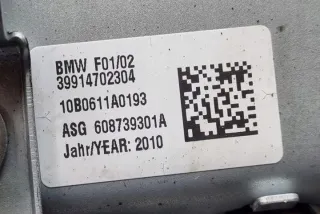 BMW F01/02
39914702304
10B0611A0193
ASG 608739301A
Jahr/YEAR: 2010